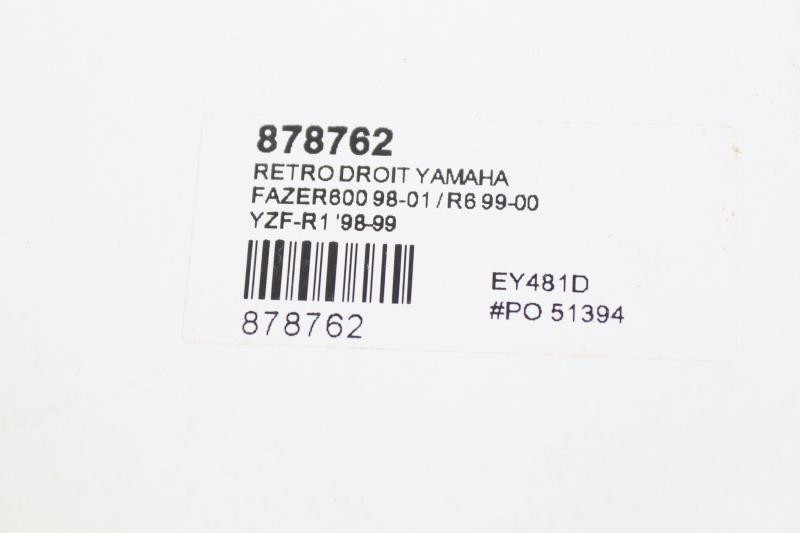 878762
RETRO DROIT YAMAHA
FAZER600 98-01 / R6 99-00
YZF-R1 '98-99
878762
EY481D
#PO 51394